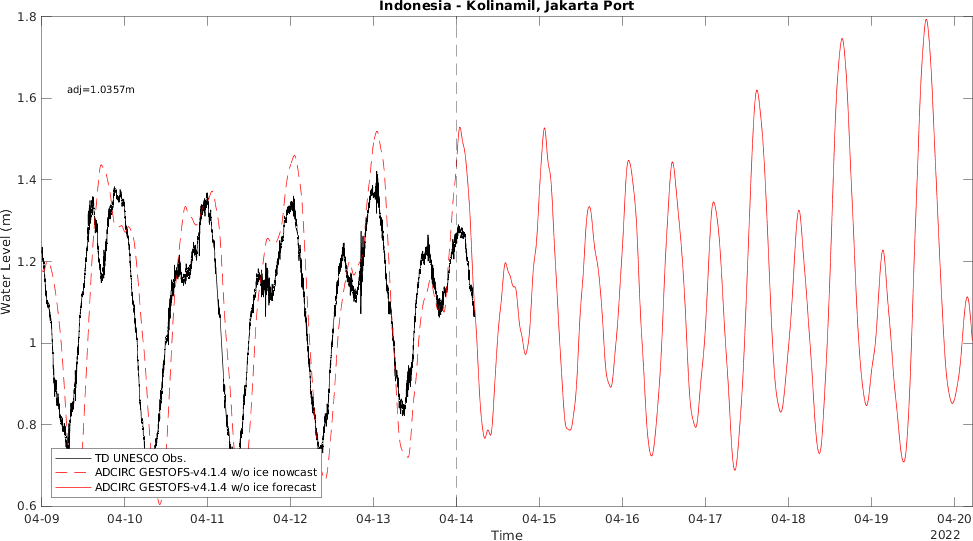 Indonesia - Kolinamil, Jakarta Port
1.8
1.6
1.4
1.2
1
0.8
0.6
Water Level (m)
adj=1.0357m
TD UNESCO Obs.
ADCIRC GESTOFS-v4.1.4 w/o ice nowcast
ADCIRC GESTOFS-v4.1.4 w/o ice forecast
04-09 04-10 04-11 04-12 04-13 04-14 04-15 04-16 04-17 04-18 04-19 04-20
2022
Time